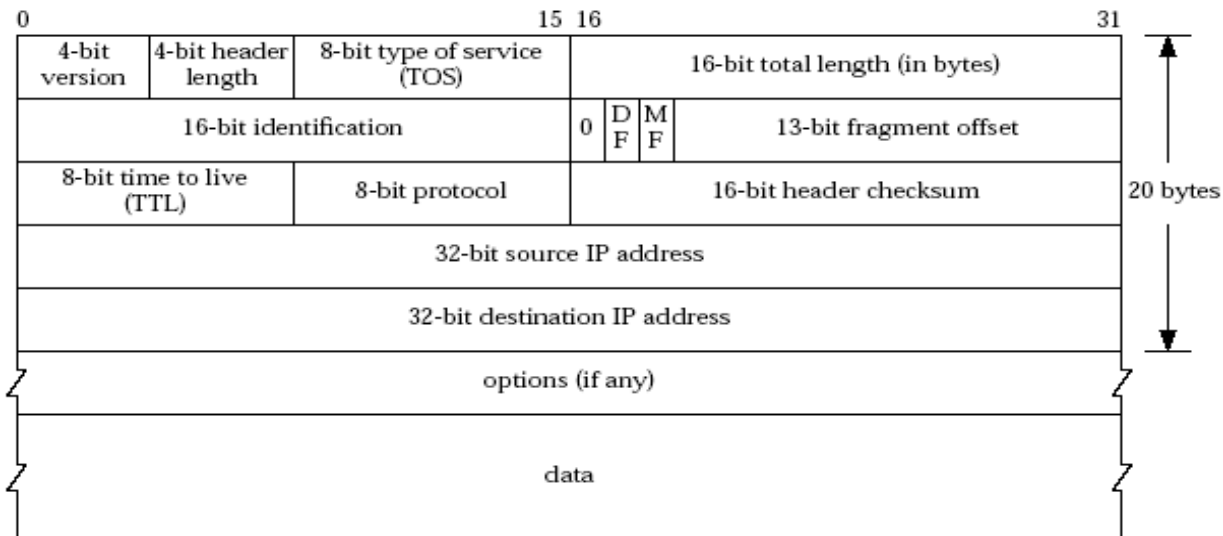 0 15 16 31
4-bit version
4-bit header length
8-bit type of service (TOS)
16-bit total length (in bytes)
16-bit identification
0
D F
M F
13-bit fragment offset
8-bit time to live (TTL)
8-bit protocol
16-bit header checksum
20 bytes
32-bit source IP address
32-bit destination IP address
options (if any)
data